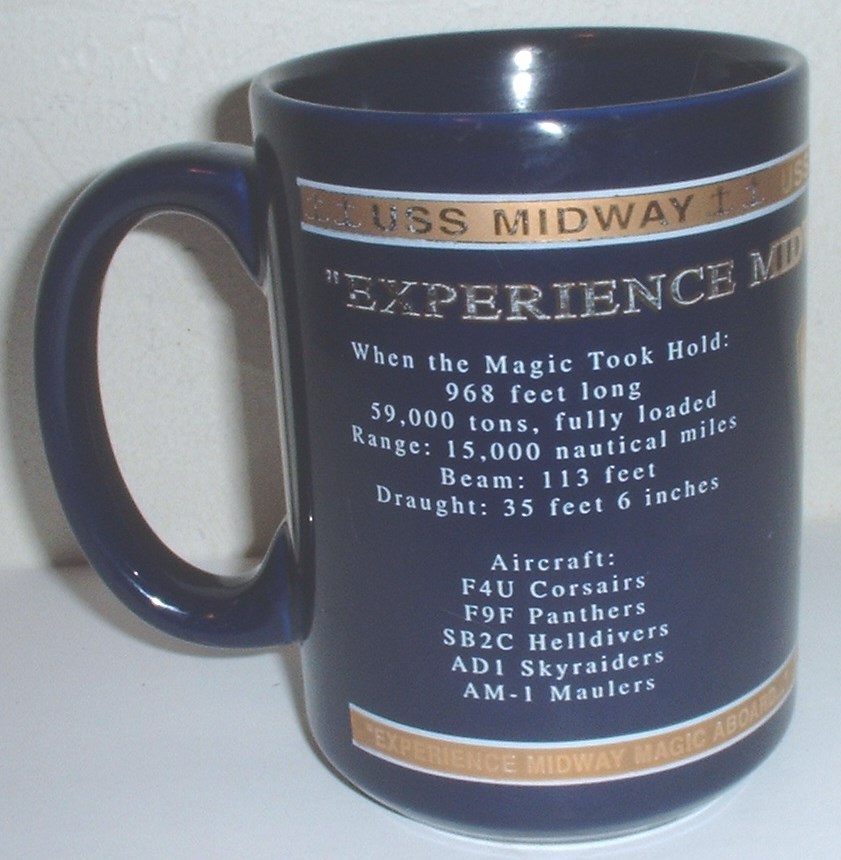 USS MIDWAY USS
"EXPERIENCE MID
When the Magic Took Hold:
968 feet long
59,000 tons, fully loaded
Range: 15,000 nautical miles
Beam: 113 feet
Draught: 35 feet 6 inches
Aircraft:
F4U Corsairs
F9F Panthers
SB2C Helldivers
AD1 Skyraiders
AM-1 Maulers
"EXPERIENCE MIDWAY MAGIC ABOARD...